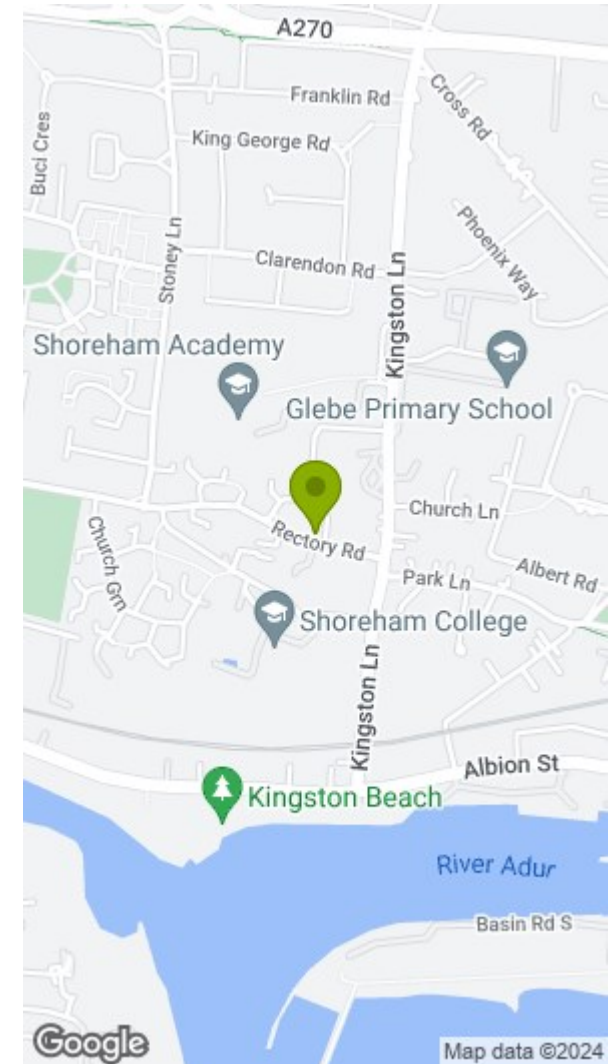 A270
Franklin Rd
Cross Rd
Buci Cres
King George Rd
Phoenix Way
Stoney Ln
Clarendon Rd
Kingston Ln
Shoreham Academy
Glebe Primary School
Church Ln
Rectory Rd
Church Grn
Park Ln
Albert Rd
Shoreham College
Kingston Ln
Albion St
Kingston Beach
River Adur
Basin Rd S
Google
Map data ©2024